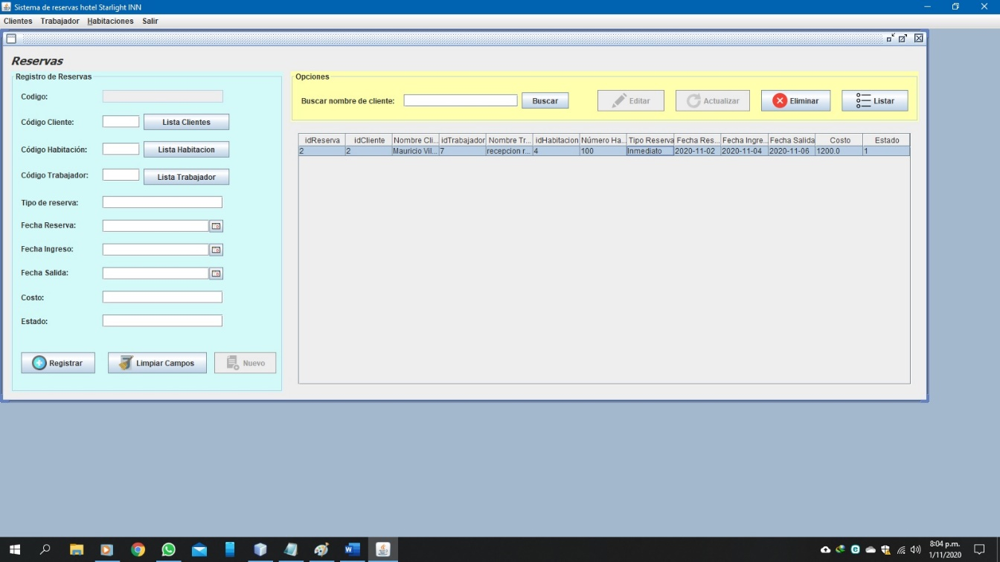 Sistema de reservas hotel Starlight INN
Clientes Trabajador Habitaciones Salir
Reservas
Registro de Reservas
Codigo:
Código Cliente: Lista Clientes
Código Habitación: Lista Habitacion
Código Trabajador: Lista Trabajador
Tipo de reserva:
Fecha Reserva:
Fecha Ingreso:
Fecha Salida:
Costo:
Estado:
Registrar Limpiar Campos Nuevo
Opciones
Buscar nombre de cliente: Buscar Editar Actualizar Eliminar Listar
idReserva idCliente Nombre Cli... idTrabajador Nombre Tr... idHabitacion Número Ha... Tipo Reserva Fecha Res... Fecha Ingre... Fecha Salida Costo Estado
2 2 Mauricio Vil... 7 recepcion r... 4 100 Inmediato 2020-11-02 2020-11-04 2020-11-06 1200.0 1
8:04 p.m.
1/11/2020